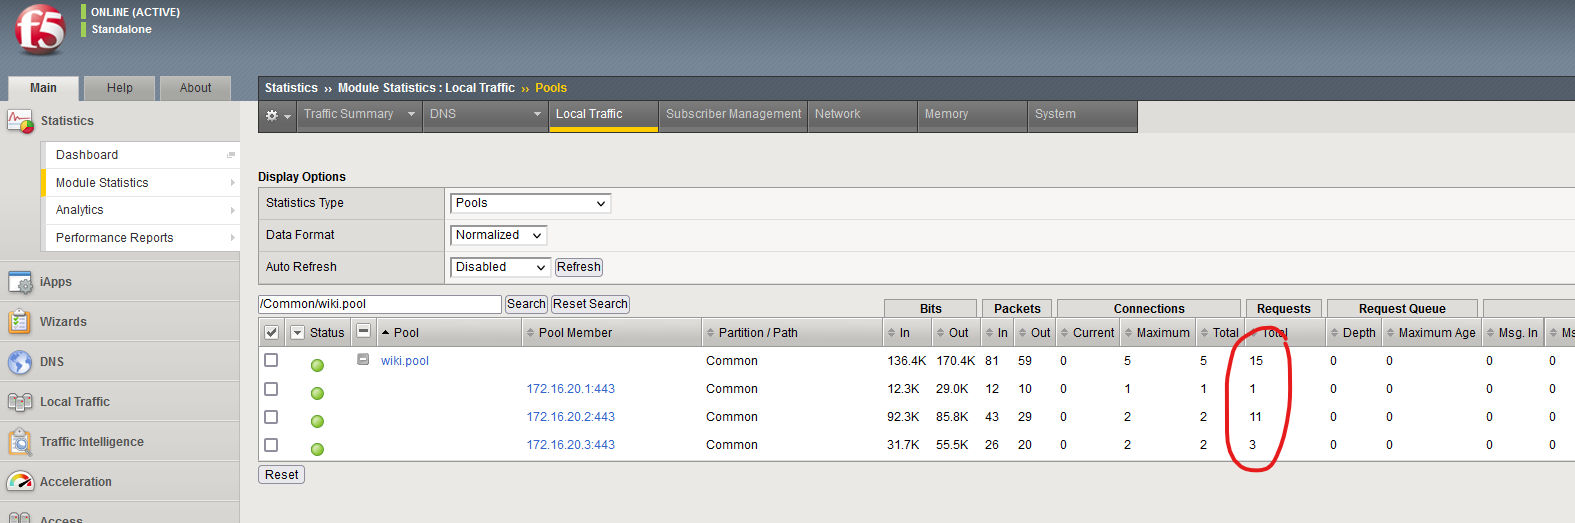 f5
ONLINE (ACTIVE)
Standalone
Main Help About
Statistics ›› Module Statistics : Local Traffic ›› Pools
Traffic Summary DNS Local Traffic Subscriber Management Network Memory System
Statistics
Dashboard
Module Statistics
Analytics
Performance Reports
iApps
Wizards
DNS
Local Traffic
Traffic Intelligence
Acceleration
Access
Display Options
Statistics Type Pools
Data Format Normalized
Auto Refresh Disabled Refresh
/Common/wiki.pool Search Reset Search
Bits Packets Connections Requests Request Queue
Status Pool Pool Member Partition / Path In Out In Out Current Maximum Total Total Depth Maximum Age Msg. In Ms
wiki.pool Common 136.4K 170.4K 81 59 0 5 5 15 0 0 0 0
172.16.20.1:443 Common 12.3K 29.0K 12 10 0 1 1 1 0 0 0 0
172.16.20.2:443 Common 92.3K 85.8K 43 29 0 2 2 11 0 0 0 0
172.16.20.3:443 Common 31.7K 55.5K 26 20 0 2 2 3 0 0 0 0
Reset